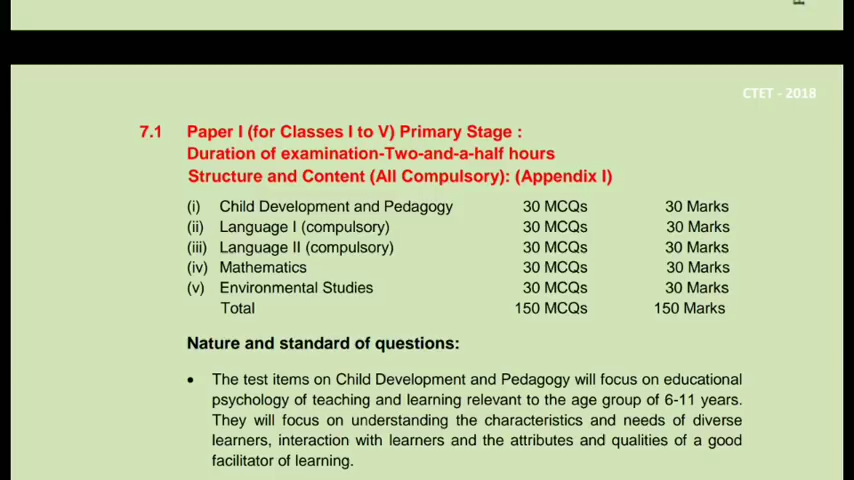 CTET - 2018
7.1 Paper I (for Classes I to V) Primary Stage :
Duration of examination-Two-and-a-half hours
Structure and Content (All Compulsory): (Appendix I)
(i) Child Development and Pedagogy 30 MCQs 30 Marks
(ii) Language I (compulsory) 30 MCQs 30 Marks
(iii) Language II (compulsory) 30 MCQs 30 Marks
(iv) Mathematics 30 MCQs 30 Marks
(v) Environmental Studies 30 MCQs 30 Marks
Total 150 MCQs 150 Marks
Nature and standard of questions:
• The test items on Child Development and Pedagogy will focus on educational
psychology of teaching and learning relevant to the age group of 6-11 years.
They will focus on understanding the characteristics and needs of diverse
learners, interaction with learners and the attributes and qualities of a good
facilitator of learning.